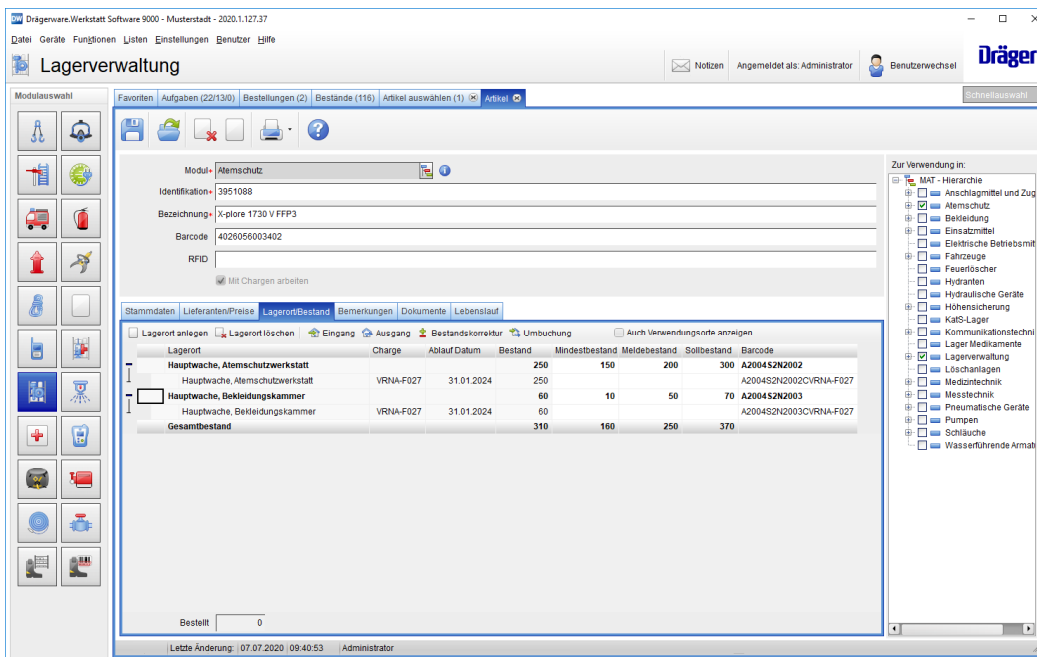 DW Drägerware.Werkstatt Software 9000 - Musterstadt - 2020.1.127.37
Datei Geräte Funktionen Listen Einstellungen Benutzer Hilfe
Lagerverwaltung
Notizen Angemeldet als: Administrator Benutzerwechsel Dräger
Modulauswahl
Favoriten Aufgaben (22/13/0) Bestellungen (2) Bestände (116) Artikel auswählen (1) Artikel
Schnellauswahl
Modul+ Atemschutz
Identifikation+ 3951088
Bezeichnung+ X-plore 1730 V FFP3
Barcode 4026056003402
RFID
Mit Chargen arbeiten
Stammdaten Lieferanten/Preise Lagerort/Bestand Bemerkungen Dokumente Lebenslauf
Lagerort anlegen Lagerort löschen Eingang Ausgang Bestandskorrektur Umbuchung Auch Verwendungsorte anzeigen
Lagerort Charge Ablauf Datum Bestand Mindestbestand Meldebestand Sollbestand Barcode
Hauptwache, Atemschutzwerkstatt 250 150 200 300 A2004S2N2002
Hauptwache, Atemschutzwerkstatt VRNA-F027 31.01.2024 250 A2004S2N2002CVRNA-F027
Hauptwache, Bekleidungskammer 60 10 50 70 A2004S2N2003
Hauptwache, Bekleidungskammer VRNA-F027 31.01.2024 60 A2004S2N2003CVRNA-F027
Gesamtbestand 310 160 250 370
Bestellt 0
Letzte Änderung: 07.07.2020 09:40:53 Administrator
Zur Verwendung in:
MAT - Hierarchie
Anschlagmittel und Zug
Atemschutz
Bekleidung
Einsatzmittel
Elektrische Betriebsmit
Fahrzeuge
Feuerlöscher
Hydranten
Hydraulische Geräte
Höhensicherung
KatS-Lager
Kommunikationstechni
Lager Medikamente
Lagerverwaltung
Löschanlagen
Medizintechnik
Messtechnik
Pneumatische Geräte
Pumpen
Schläuche
Wasserführende Armat